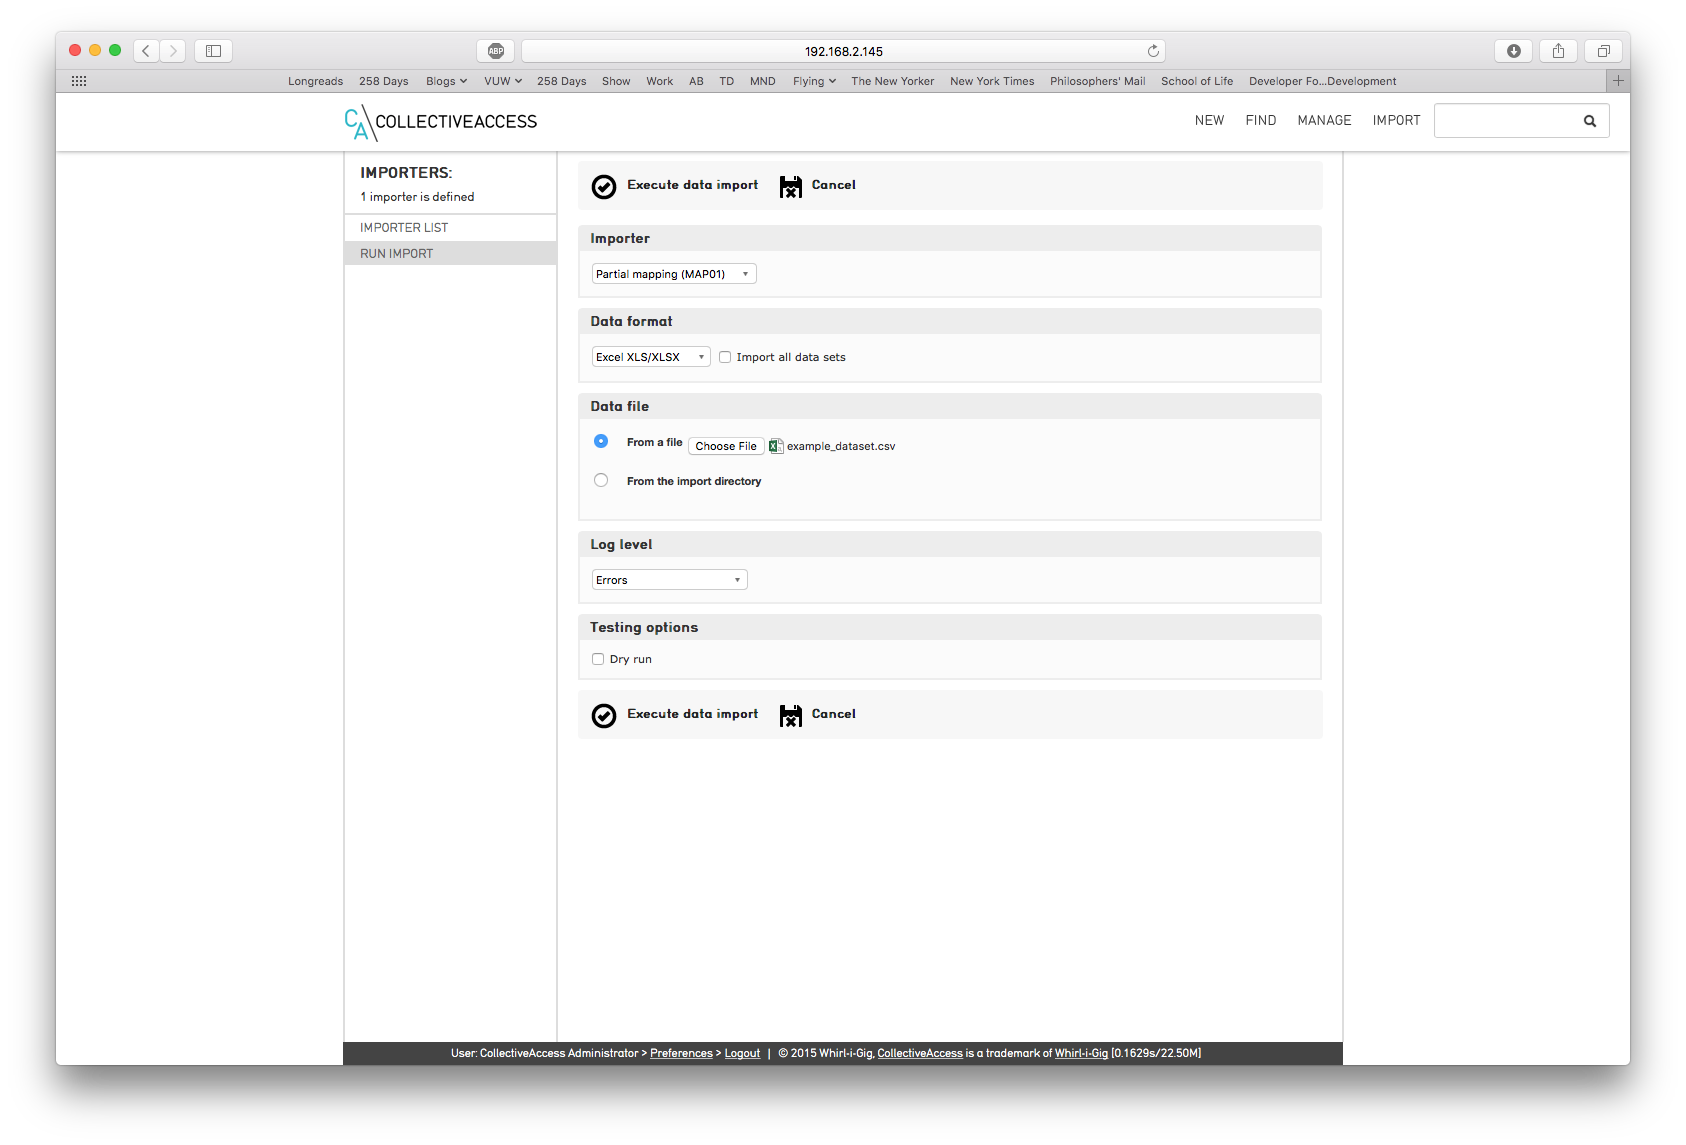 ABP
192.168.2.145
Longreads 258 Days Blogs VUW 258 Days Show Work AB TD MND Flying The New Yorker New York Times Philosophers' Mail School of Life Developer Fo...Development
CA COLLECTIVEACCESS
NEW FIND MANAGE IMPORT
IMPORTERS:
1 importer is defined
IMPORTER LIST
RUN IMPORT
Execute data import Cancel
Importer
Partial mapping (MAP01)
Data format
Excel XLS/XLSX Import all data sets
Data file
From a file Choose File example_dataset.csv
From the import directory
Log level
Errors
Testing options
Dry run
Execute data import Cancel
User: CollectiveAccess Administrator > Preferences > Logout | © 2015 Whirl-i-Gig, CollectiveAccess is a trademark of Whirl-i-Gig [0.1629s/22.50M]